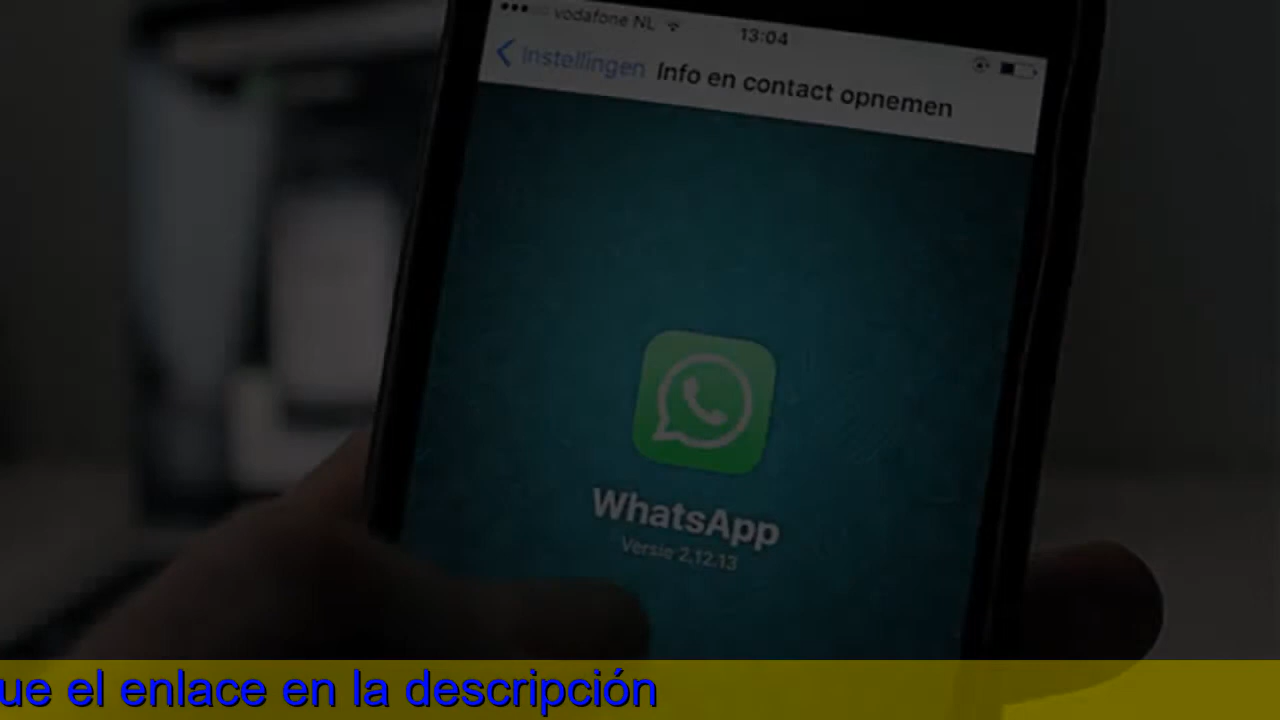 vodafone NL
13:04
Instellingen Info en contact opnemen
WhatsApp
Versie 2.12.13
ue el enlace en la descripción